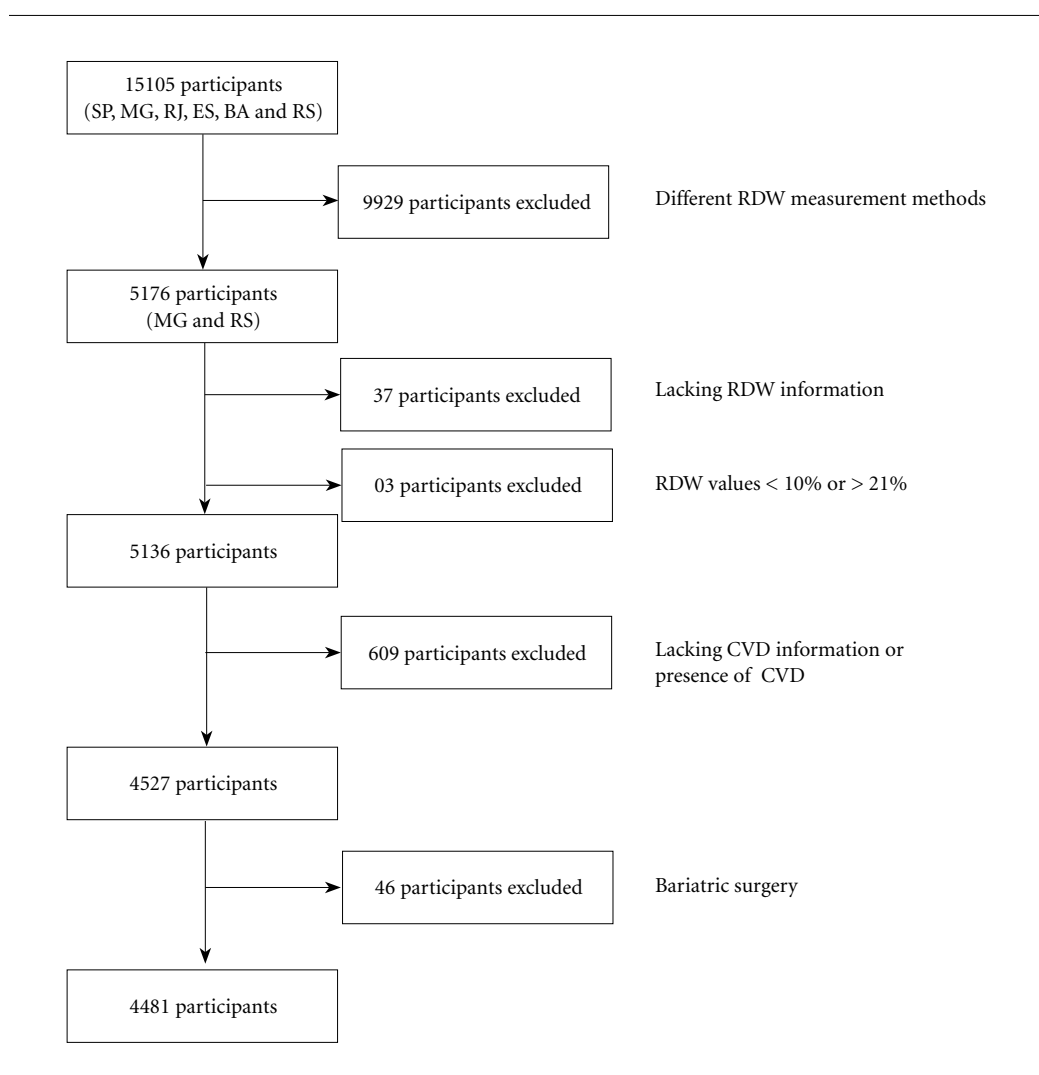 15105 participants
(SP, MG, RJ, ES, BA and RS)
9929 participants excluded
Different RDW measurement methods
5176 participants
(MG and RS)
37 participants excluded
Lacking RDW information
03 participants excluded
RDW values < 10% or > 21%
5136 participants
609 participants excluded
Lacking CVD information or
presence of CVD
4527 participants
46 participants excluded
Bariatric surgery
4481 participants